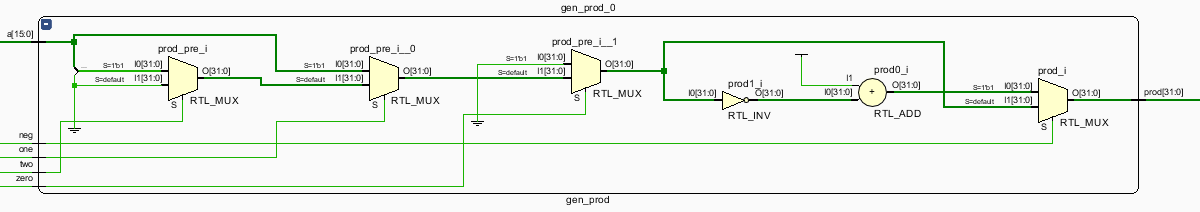 gen_prod_0
a[15:0]
prod_pre_i
S=1'b1 I0[31:0]
S=default I1[31:0]
O[31:0]
S
RTL_MUX
prod_pre_i__0
S=1'b1 I0[31:0]
S=default I1[31:0]
O[31:0]
S
RTL_MUX
prod_pre_i__1
S=1'b1 I0[31:0]
S=default I1[31:0]
O[31:0]
S
RTL_MUX
prod1_i
I0[31:0] O[31:0]
RTL_INV
prod0_i
I1
I0[31:0]
+
O[31:0]
RTL_ADD
prod_i
S=1'b1 I0[31:0]
S=default I1[31:0]
O[31:0]
S
RTL_MUX
prod[31:0]
neg
one
two
zero
gen_prod